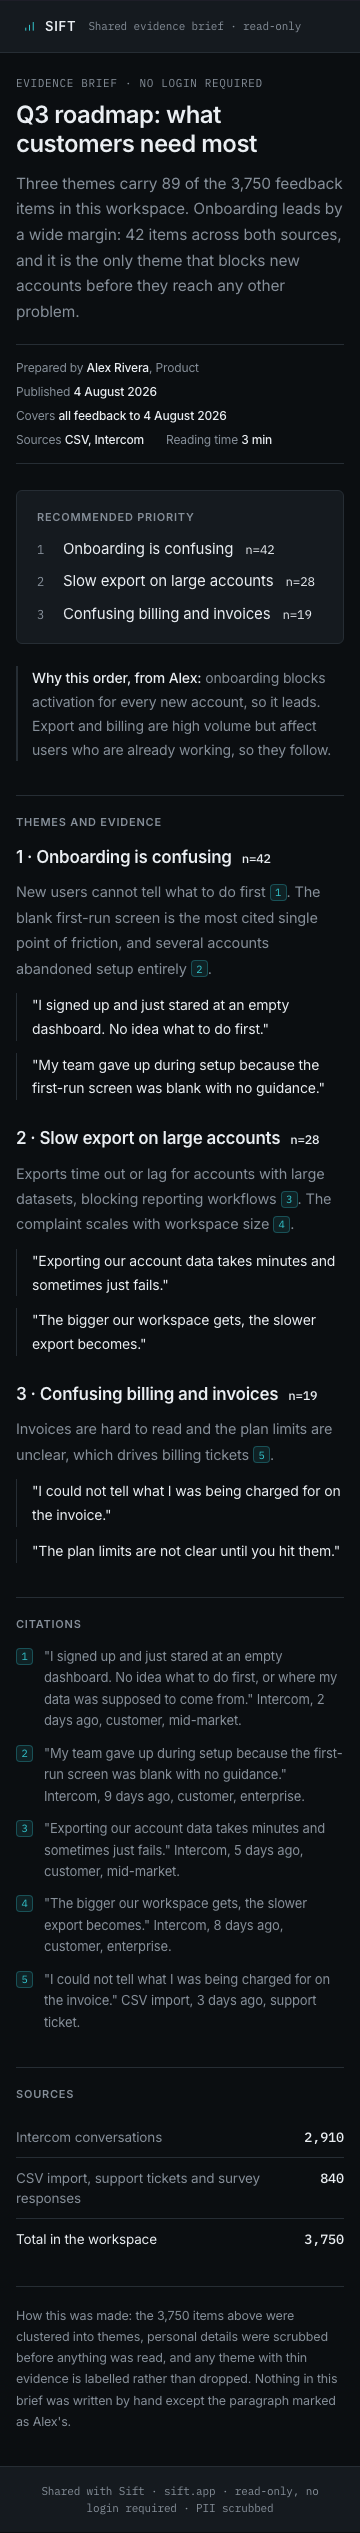 SIFT Shared evidence brief · read-only
EVIDENCE BRIEF · NO LOGIN REQUIRED
Q3 roadmap: what
customers need most
Three themes carry 89 of the 3,750 feedback
items in this workspace. Onboarding leads by
a wide margin: 42 items across both sources,
and it is the only theme that blocks new
accounts before they reach any other
problem.
Prepared by Alex Rivera, Product
Published 4 August 2026
Covers all feedback to 4 August 2026
Sources CSV, Intercom Reading time 3 min
RECOMMENDED PRIORITY
1 Onboarding is confusing n=42
2 Slow export on large accounts n=28
3 Confusing billing and invoices n=19
Why this order, from Alex: onboarding blocks
activation for every new account, so it leads.
Export and billing are high volume but affect
users who are already working, so they follow.
THEMES AND EVIDENCE
1 · Onboarding is confusing n=42
New users cannot tell what to do first 1. The
blank first-run screen is the most cited single
point of friction, and several accounts
abandoned setup entirely 2.
"I signed up and just stared at an empty
dashboard. No idea what to do first."
"My team gave up during setup because the
first-run screen was blank with no guidance."
2 · Slow export on large accounts n=28
Exports time out or lag for accounts with large
datasets, blocking reporting workflows 3. The
complaint scales with workspace size 4.
"Exporting our account data takes minutes and
sometimes just fails."
"The bigger our workspace gets, the slower
export becomes."
3 · Confusing billing and invoices n=19
Invoices are hard to read and the plan limits are
unclear, which drives billing tickets 5.
"I could not tell what I was being charged for on
the invoice."
"The plan limits are not clear until you hit them."
CITATIONS
1 "I signed up and just stared at an empty
dashboard. No idea what to do first, or where my
data was supposed to come from." Intercom, 2
days ago, customer, mid-market.
2 "My team gave up during setup because the first-
run screen was blank with no guidance."
Intercom, 9 days ago, customer, enterprise.
3 "Exporting our account data takes minutes and
sometimes just fails." Intercom, 5 days ago,
customer, mid-market.
4 "The bigger our workspace gets, the slower
export becomes." Intercom, 8 days ago,
customer, enterprise.
5 "I could not tell what I was being charged for on
the invoice." CSV import, 3 days ago, support
ticket.
SOURCES
Intercom conversations 2,910
CSV import, support tickets and survey 840
responses
Total in the workspace 3,750
How this was made: the 3,750 items above were
clustered into themes, personal details were scrubbed
before anything was read, and any theme with thin
evidence is labelled rather than dropped. Nothing in this
brief was written by hand except the paragraph marked
as Alex's.
Shared with Sift · sift.app · read-only, no
login required · PII scrubbed